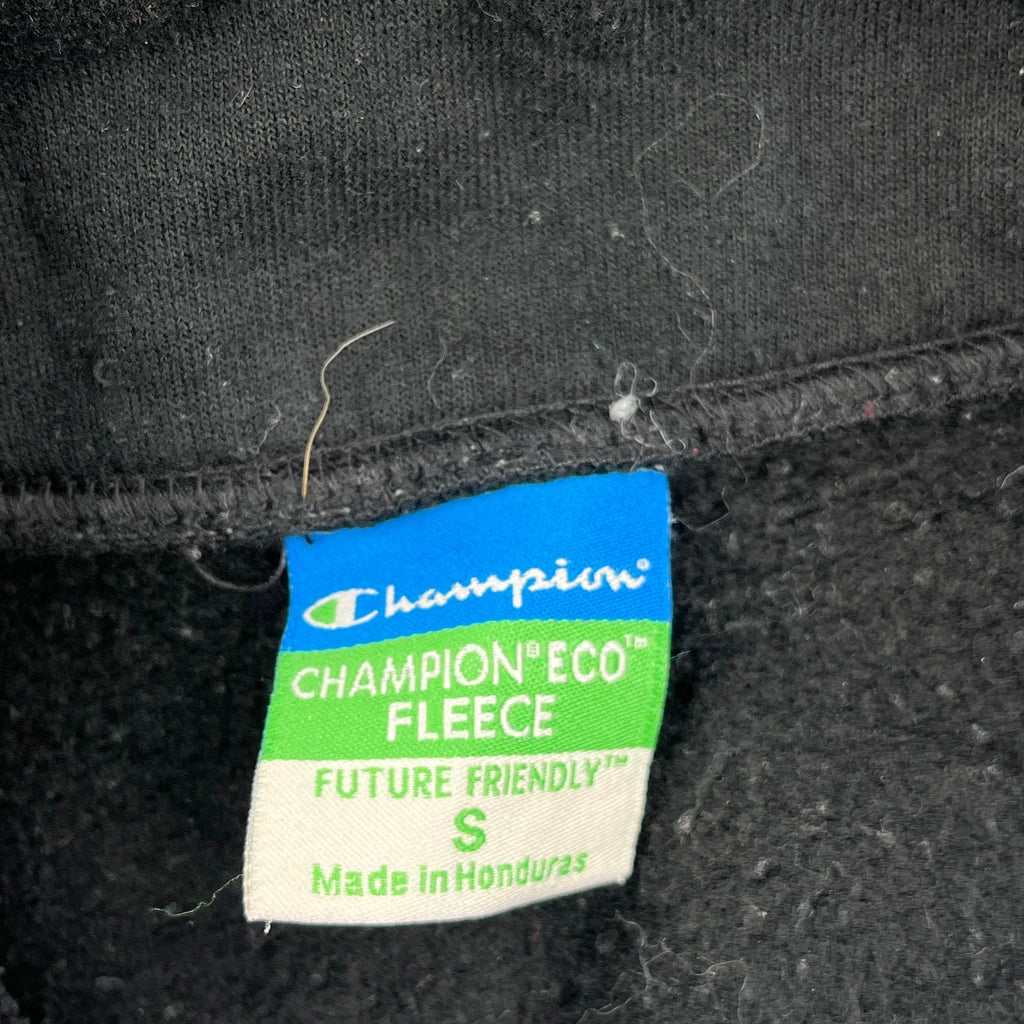 Champion®
CHAMPION® ECO™
FLEECE
FUTURE FRIENDLY™
S
Made in Honduras